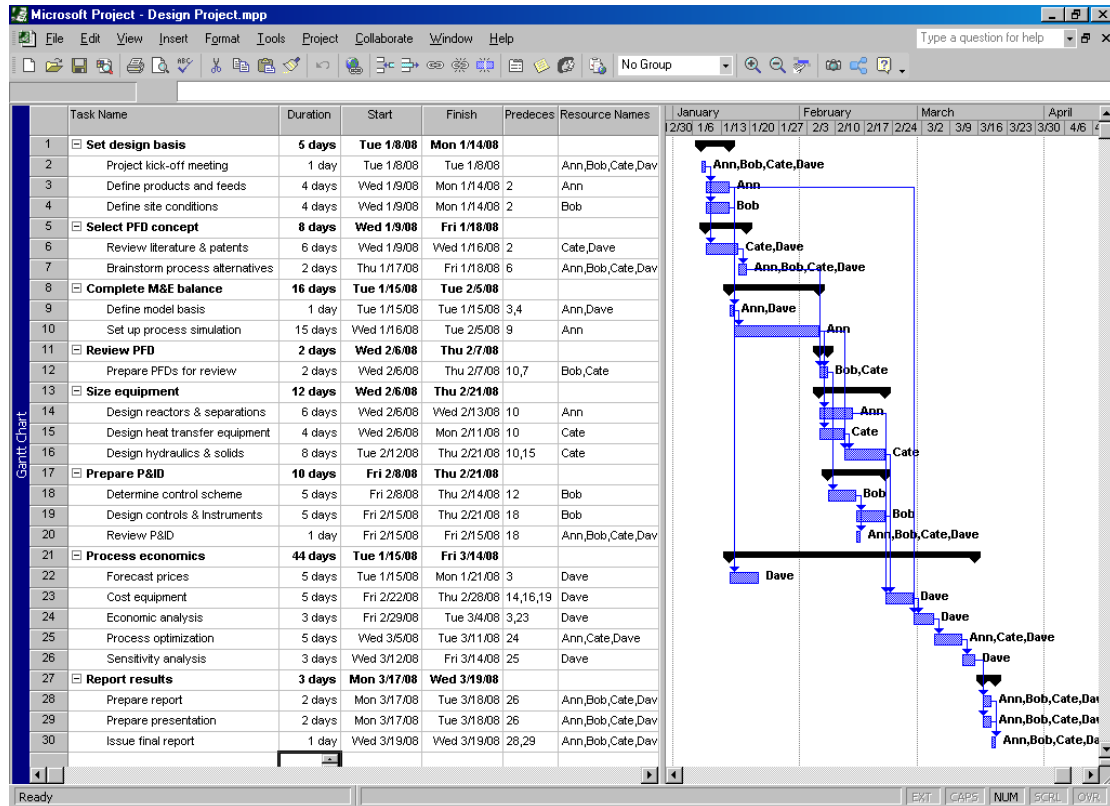 Microsoft Project - Design Project.mpp
File Edit View Insert Format Tools Project Collaborate Window Help Type a question for help
No Group
Task Name Duration Start Finish Predeces Resource Names January February March April
12/30 1/6 1/13 1/20 1/27 2/3 2/10 2/17 2/24 3/2 3/9 3/16 3/23 3/30 4/6
1 Set design basis 5 days Tue 1/8/08 Mon 1/14/08
2 Project kick-off meeting 1 day Tue 1/8/08 Tue 1/8/08 Ann,Bob,Cate,Dav Ann,Bob,Cate,Dave
3 Define products and feeds 4 days Wed 1/9/08 Mon 1/14/08 2 Ann Ann
4 Define site conditions 4 days Wed 1/9/08 Mon 1/14/08 2 Bob Bob
5 Select PFD concept 8 days Wed 1/9/08 Fri 1/18/08
6 Review literature & patents 6 days Wed 1/9/08 Wed 1/16/08 2 Cate,Dave Cate,Dave
7 Brainstorm process alternatives 2 days Thu 1/17/08 Fri 1/18/08 6 Ann,Bob,Cate,Dav Ann,Bob,Cate,Dave
8 Complete M&E balance 16 days Tue 1/15/08 Tue 2/5/08
9 Define model basis 1 day Tue 1/15/08 Tue 1/15/08 3,4 Ann,Dave Ann,Dave
10 Set up process simulation 15 days Wed 1/16/08 Tue 2/5/08 9 Ann Ann
11 Review PFD 2 days Wed 2/6/08 Thu 2/7/08
12 Prepare PFDs for review 2 days Wed 2/6/08 Thu 2/7/08 10,7 Bob,Cate Bob,Cate
13 Size equipment 12 days Wed 2/6/08 Thu 2/21/08
14 Design reactors & separations 6 days Wed 2/6/08 Wed 2/13/08 10 Ann Ann
15 Design heat transfer equipment 4 days Wed 2/6/08 Mon 2/11/08 10 Cate Cate
16 Design hydraulics & solids 8 days Tue 2/12/08 Thu 2/21/08 10,15 Cate Cate
17 Prepare P&ID 10 days Fri 2/8/08 Thu 2/21/08
18 Determine control scheme 5 days Fri 2/8/08 Thu 2/14/08 12 Bob Bob
19 Design controls & Instruments 5 days Fri 2/15/08 Thu 2/21/08 18 Bob Bob
20 Review P&ID 1 day Fri 2/15/08 Fri 2/15/08 18 Ann,Bob,Cate,Dav Ann,Bob,Cate,Dave
21 Process economics 44 days Tue 1/15/08 Fri 3/14/08
22 Forecast prices 5 days Tue 1/15/08 Mon 1/21/08 3 Dave Dave
23 Cost equipment 5 days Fri 2/22/08 Thu 2/28/08 14,16,19 Dave Dave
24 Economic analysis 3 days Fri 2/29/08 Tue 3/4/08 3,23 Dave Dave
25 Process optimization 5 days Wed 3/5/08 Tue 3/11/08 24 Ann,Cate,Dave Ann,Cate,Dave
26 Sensitivity analysis 3 days Wed 3/12/08 Fri 3/14/08 25 Dave Dave
27 Report results 3 days Mon 3/17/08 Wed 3/19/08
28 Prepare report 2 days Mon 3/17/08 Tue 3/18/08 26 Ann,Bob,Cate,Dav Ann,Bob,Cate,Dav
29 Prepare presentation 2 days Mon 3/17/08 Tue 3/18/08 26 Ann,Bob,Cate,Dav Ann,Bob,Cate,Dav
30 Issue final report 1 day Wed 3/19/08 Wed 3/19/08 28,29 Ann,Bob,Cate,Dav Ann,Bob,Cate,Da
Gantt Chart
Ready EXT CAPS NUM SCRL OVR